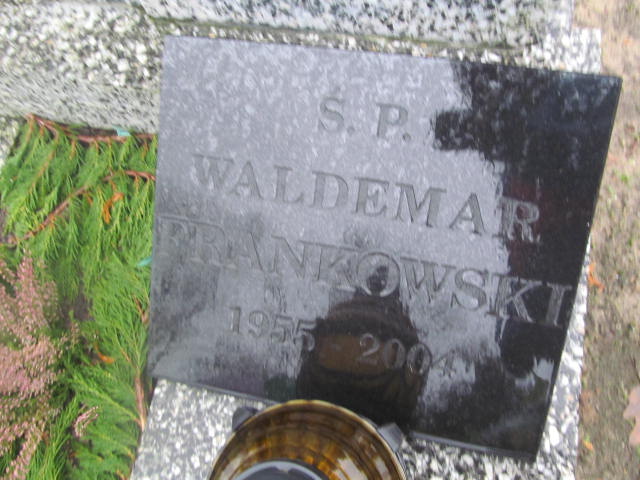 Ś. P.
WALDEMAR
FRANKOWSKI
1955 2004